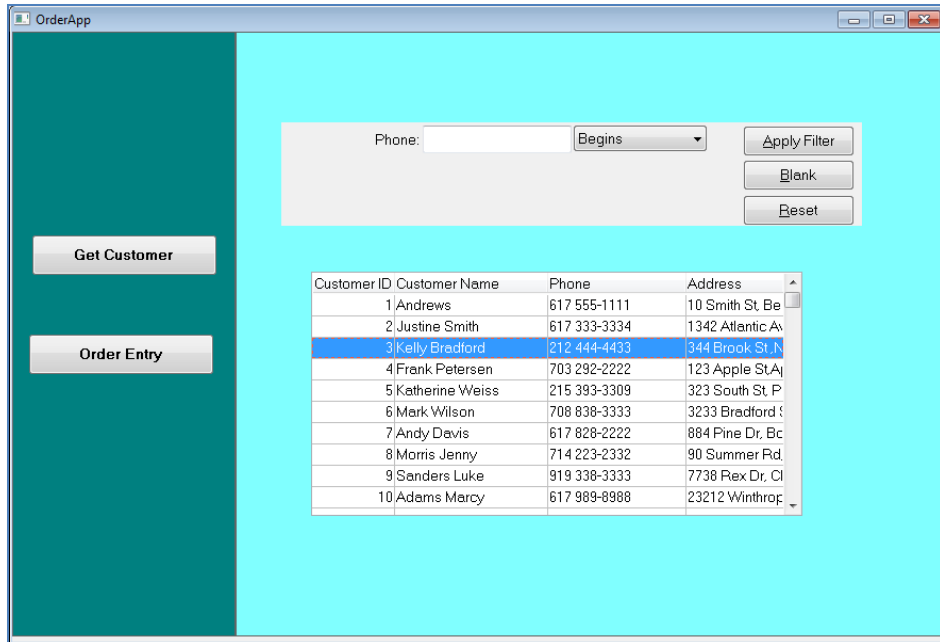 OrderApp
Phone: Begins Apply Filter
Blank
Reset
Get Customer
Order Entry
Customer ID Customer Name Phone Address
1 Andrews 617 555-1111 10 Smith St, Be
2 Justine Smith 617 333-3334 1342 Atlantic Av
3 Kelly Bradford 212 444-4433 344 Brook St ,N
4 Frank Petersen 703 292-2222 123 Apple St,A
5 Katherine Weiss 215 393-3309 323 South St, P
6 Mark Wilson 708 838-3333 3233 Bradford
7 Andy Davis 617 828-2222 884 Pine Dr, Bo
8 Morris Jenny 714 223-2332 90 Summer Rd,
9 Sanders Luke 919 338-3333 7738 Rex Dr, Cl
10 Adams Marcy 617 989-8988 23212 Winthrop